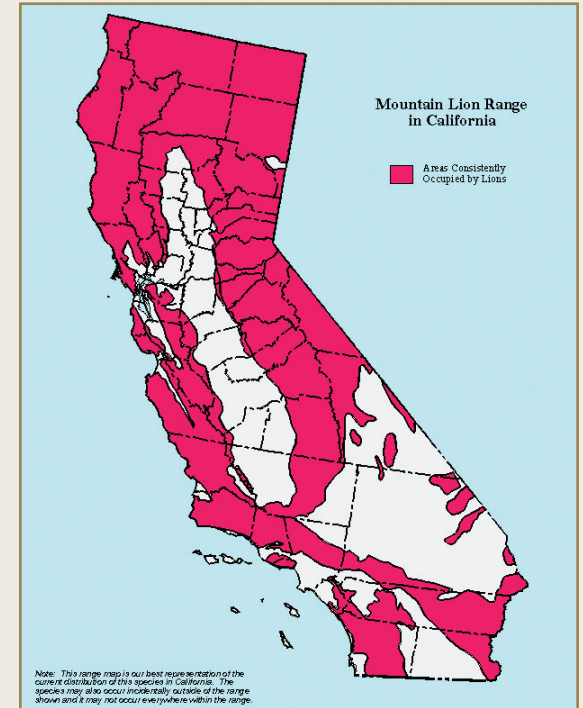 Mountain Lion Range
in California
Areas Consistently
Occupied by Lions
Note: This range map is our best representation of the
current distribution of this species in California. The
species may also occur incidentally outside of the range
shown and it may not occur everywhere within the range.